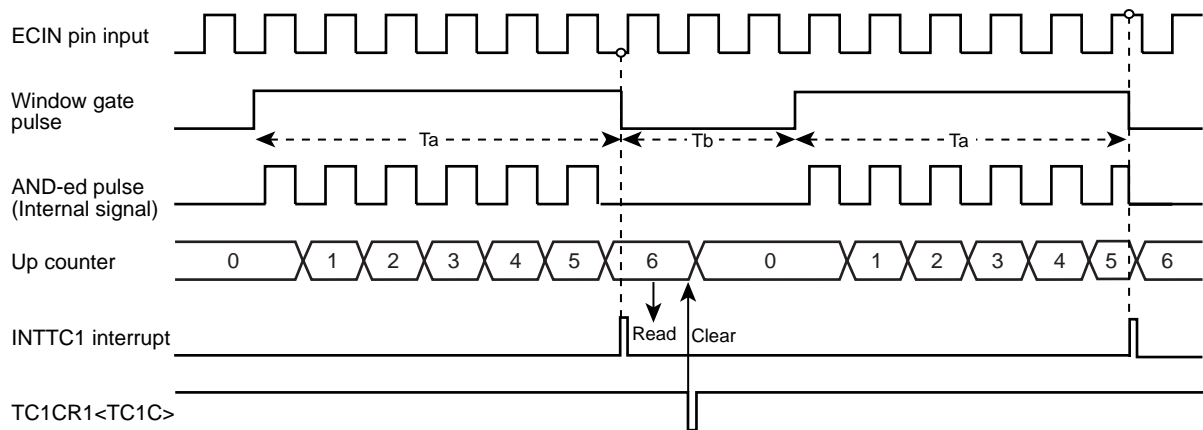 ECIN pin input
Window gate
pulse
Ta
Tb
Ta
AND-ed pulse
(Internal signal)
Up counter
0 1 2 3 4 5 6 0 1 2 3 4 5 6
INTTC1 interrupt
Read
Clear
TC1CR1<TC1C>